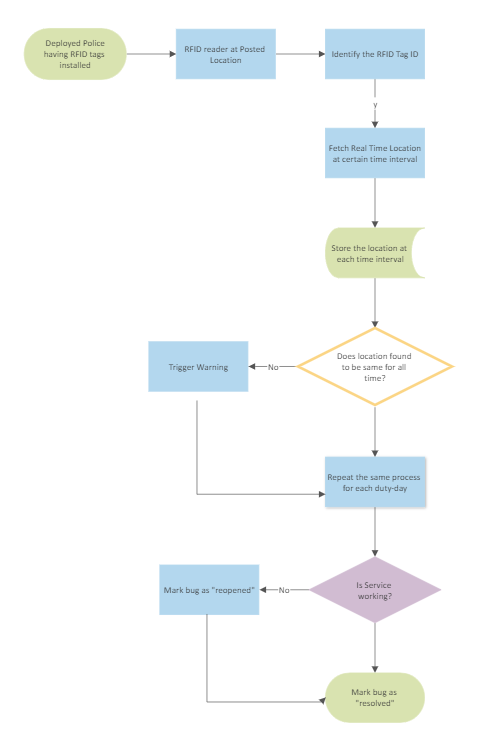 Deployed Police
having RFID tags
installed
RFID reader at Posted
Location
Identify the RFID Tag ID
y
Fetch Real Time Location
at certain time interval
Store the location at
each time interval
Does location found
to be same for all
time?
No
Trigger Warning
Repeat the same process
for each duty-day
Is Service
working?
No
Mark bug as "reopened"
Mark bug as
"resolved"